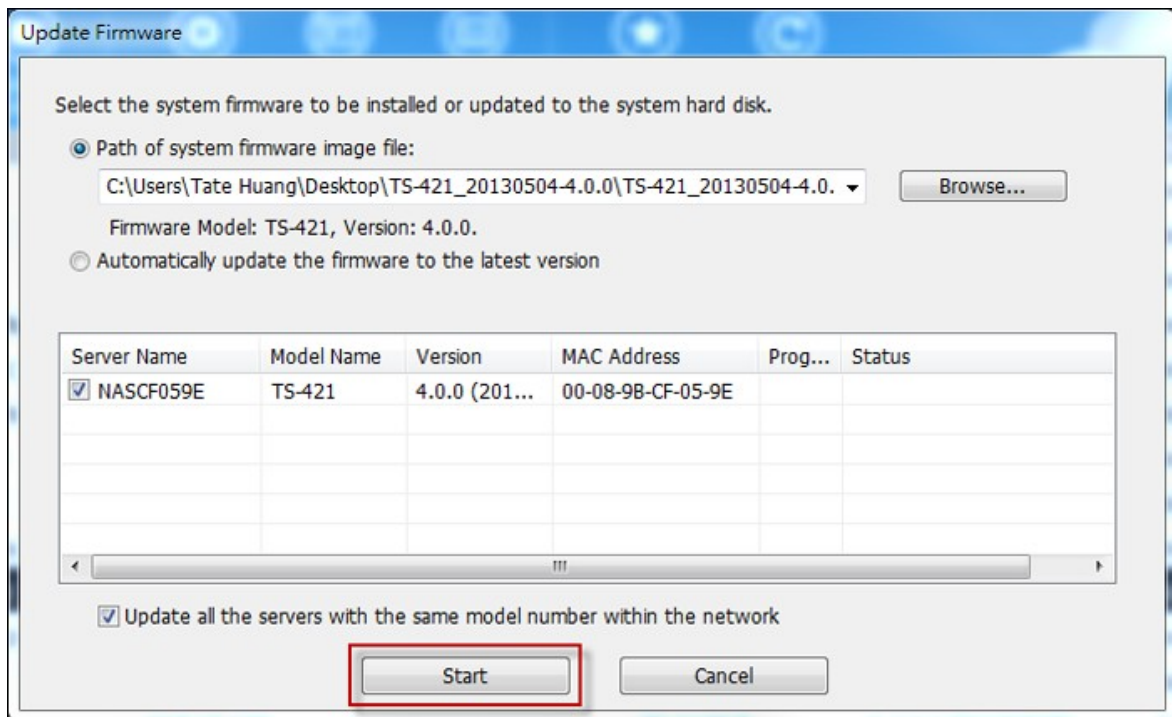 Update Firmware
Select the system firmware to be installed or updated to the system hard disk.
Path of system firmware image file:
C:\Users\Tate Huang\Desktop\TS-421_20130504-4.0.0\TS-421_20130504-4.0.
Browse...
Firmware Model: TS-421, Version: 4.0.0.
Automatically update the firmware to the latest version
Server Name Model Name Version MAC Address Prog... Status
NASCF059E TS-421 4.0.0 (201... 00-08-9B-CF-05-9E
Update all the servers with the same model number within the network
Start Cancel